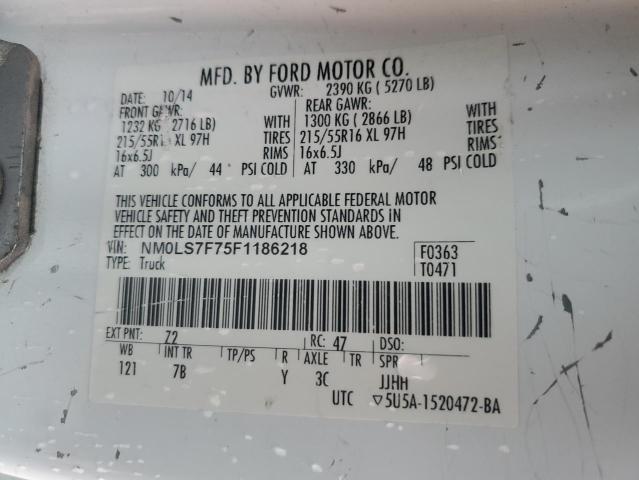 MFD. BY FORD MOTOR CO.
DATE: 10/14 GVWR: 2390 KG ( 5270 LB)
FRONT GAWR: REAR GAWR:
1232 KG ( 2716 LB) WITH 1300 KG ( 2866 LB) WITH
215/55R16 XL 97H TIRES 215/55R16 XL 97H TIRES
16x6.5J RIMS 16x6.5J RIMS
AT 300 kPa/ 44 PSI COLD AT 330 kPa/ 48 PSI COLD
THIS VEHICLE CONFORMS TO ALL APPLICABLE FEDERAL MOTOR
VEHICLE SAFETY AND THEFT PREVENTION STANDARDS IN
EFFECT ON THE DATE OF MANUFACTURE SHOWN ABOVE.
VIN: NM0LS7F75F1186218 F0363
TYPE: Truck T0471
EXT PNT: 72 RC: 47 DSO:
WB INT TR TP/PS R AXLE TR SPR
121 7B Y 3C JJHH
UTC ▽5U5A-1520472-BA